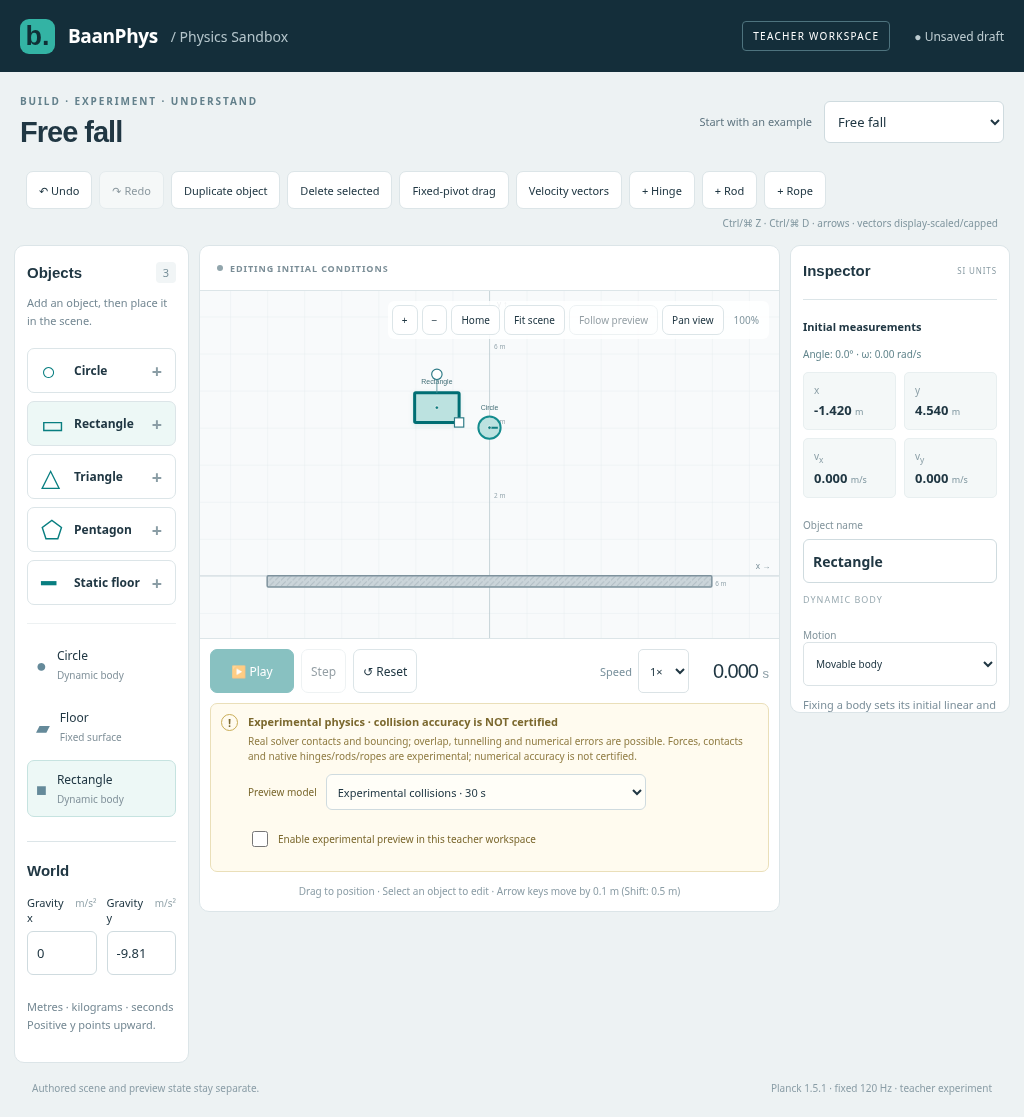 b. BaanPhys / Physics Sandbox
TEACHER WORKSPACE
● Unsaved draft
BUILD · EXPERIMENT · UNDERSTAND
Free fall
Start with an example
Free fall
↶ Undo
↷ Redo
Duplicate object
Delete selected
Fixed-pivot drag
Velocity vectors
+ Hinge
+ Rod
+ Rope
Ctrl/⌘ Z · Ctrl/⌘ D · arrows · vectors display-scaled/capped
Objects
3
Add an object, then place it
in the scene.
Circle +
Rectangle +
Triangle +
Pentagon +
Static floor +
Circle
Dynamic body
Floor
Fixed surface
Rectangle
Dynamic body
World
Gravity x m/s²
Gravity y m/s²
0
-9.81
Metres · kilograms · seconds
Positive y points upward.
EDITING INITIAL CONDITIONS
+
−
Home
Fit scene
Follow preview
Pan view
100%
6 m
Rectangle
Circle
2 m
x →
6 m
▶ Play
Step
↺ Reset
Speed
1×
0.000 s
! Experimental physics · collision accuracy is NOT certified
Real solver contacts and bouncing; overlap, tunnelling and numerical errors are possible. Forces, contacts
and native hinges/rods/ropes are experimental; numerical accuracy is not certified.
Preview model
Experimental collisions · 30 s
Enable experimental preview in this teacher workspace
Drag to position · Select an object to edit · Arrow keys move by 0.1 m (Shift: 0.5 m)
Inspector
SI UNITS
Initial measurements
Angle: 0.0° · ω: 0.00 rad/s
x
-1.420 m
y
4.540 m
vx
0.000 m/s
vy
0.000 m/s
Object name
Rectangle
DYNAMIC BODY
Motion
Movable body
Fixing a body sets its initial linear and
Authored scene and preview state stay separate.
Planck 1.5.1 · fixed 120 Hz · teacher experiment